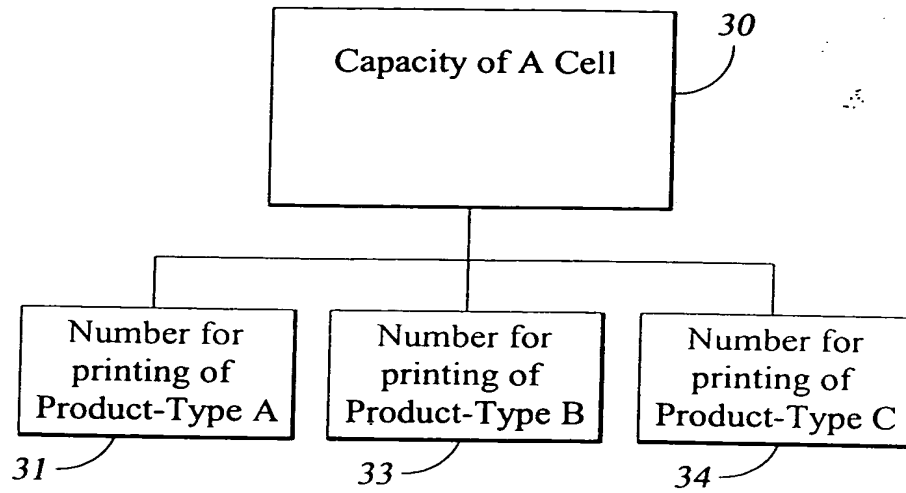 30
Capacity of A Cell
Number for
printing of
Product-Type A
Number for
printing of
Product-Type B
Number for
printing of
Product-Type C
31
33
34